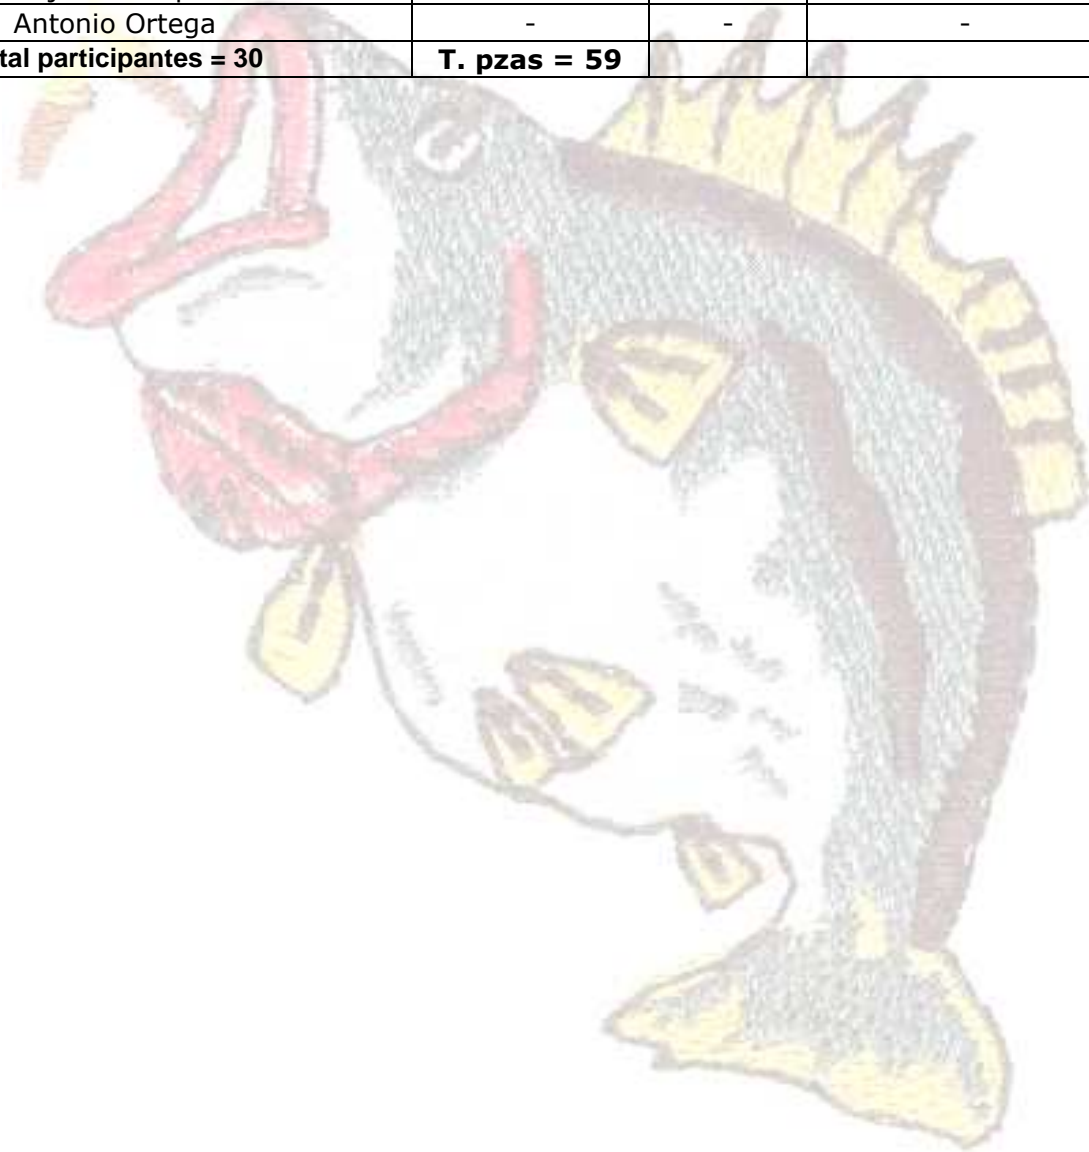 Antonio Ortega - - -
tal participantes = 30 T. pzas = 59